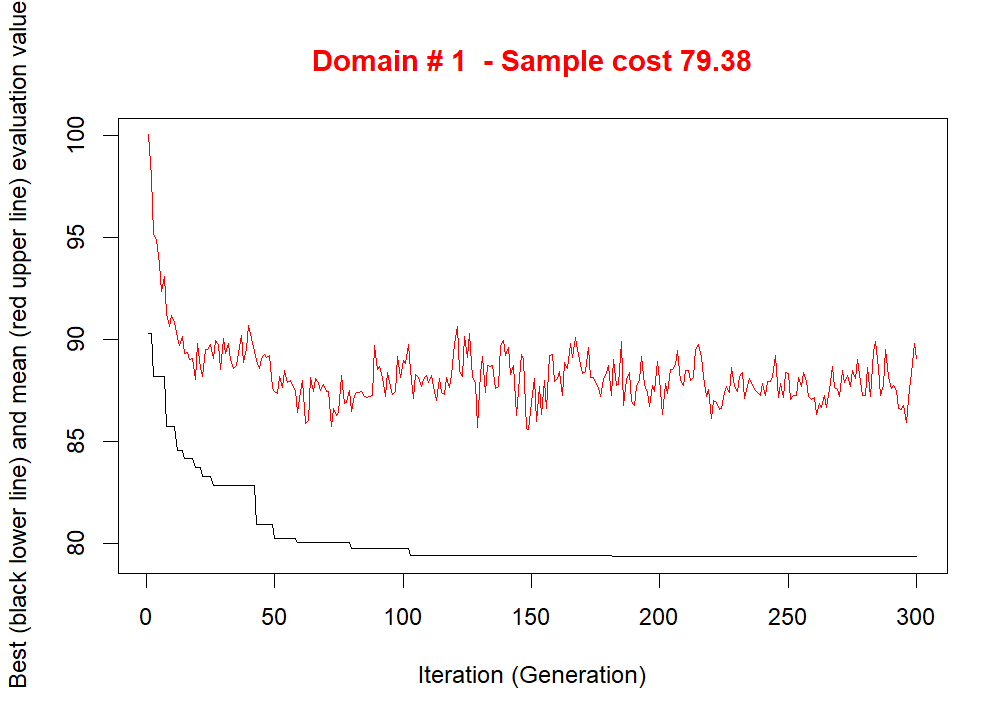 Domain # 1  - Sample cost 79.38
Best (black lower line) and mean (red upper line) evaluation value
100
95
90
85
80
0 50 100 150 200 250 300
Iteration (Generation)